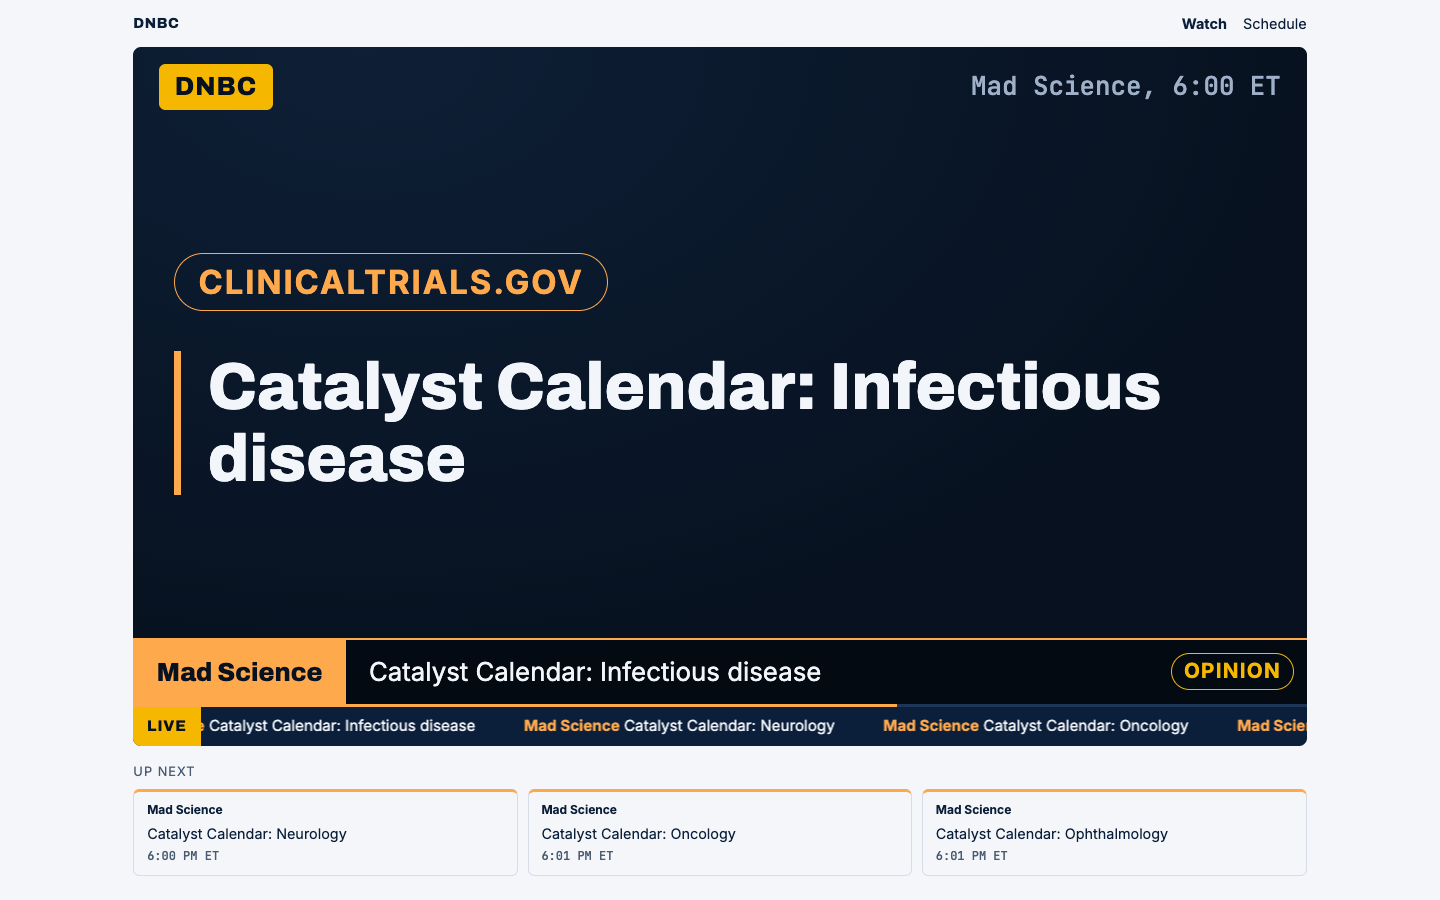 DNBC
Watch Schedule
DNBC
Mad Science, 6:00 ET
CLINICALTRIALS.GOV
Catalyst Calendar: Infectious
disease
Mad Science
Catalyst Calendar: Infectious disease
OPINION
LIVE
Catalyst Calendar: Infectious disease Mad Science Catalyst Calendar: Neurology Mad Science Catalyst Calendar: Oncology Mad
UP NEXT
Mad Science
Catalyst Calendar: Neurology
6:00 PM ET
Mad Science
Catalyst Calendar: Oncology
6:01 PM ET
Mad Science
Catalyst Calendar: Ophthalmology
6:01 PM ET